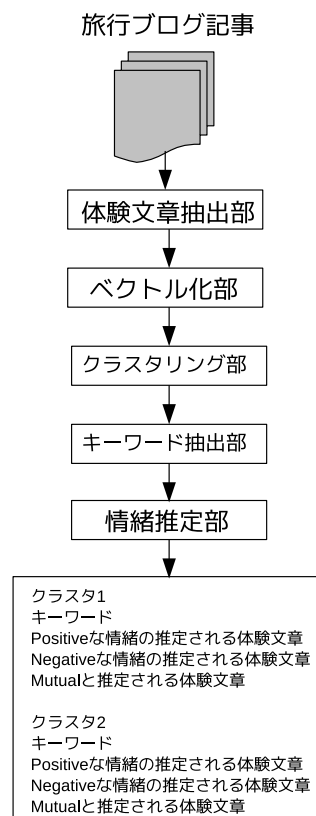 旅行ブログ記事
体験文章抽出部
ベクトル化部
クラスタリング部
キーワード抽出部
情緒推定部
クラスタ1
キーワード
Positiveな情緒の推定される体験文章
Negativeな情緒の推定される体験文章
Mutualと推定される体験文章
クラスタ2
キーワード
Positiveな情緒の推定される体験文章
Negativeな情緒の推定される体験文章
Mutualと推定される体験文章